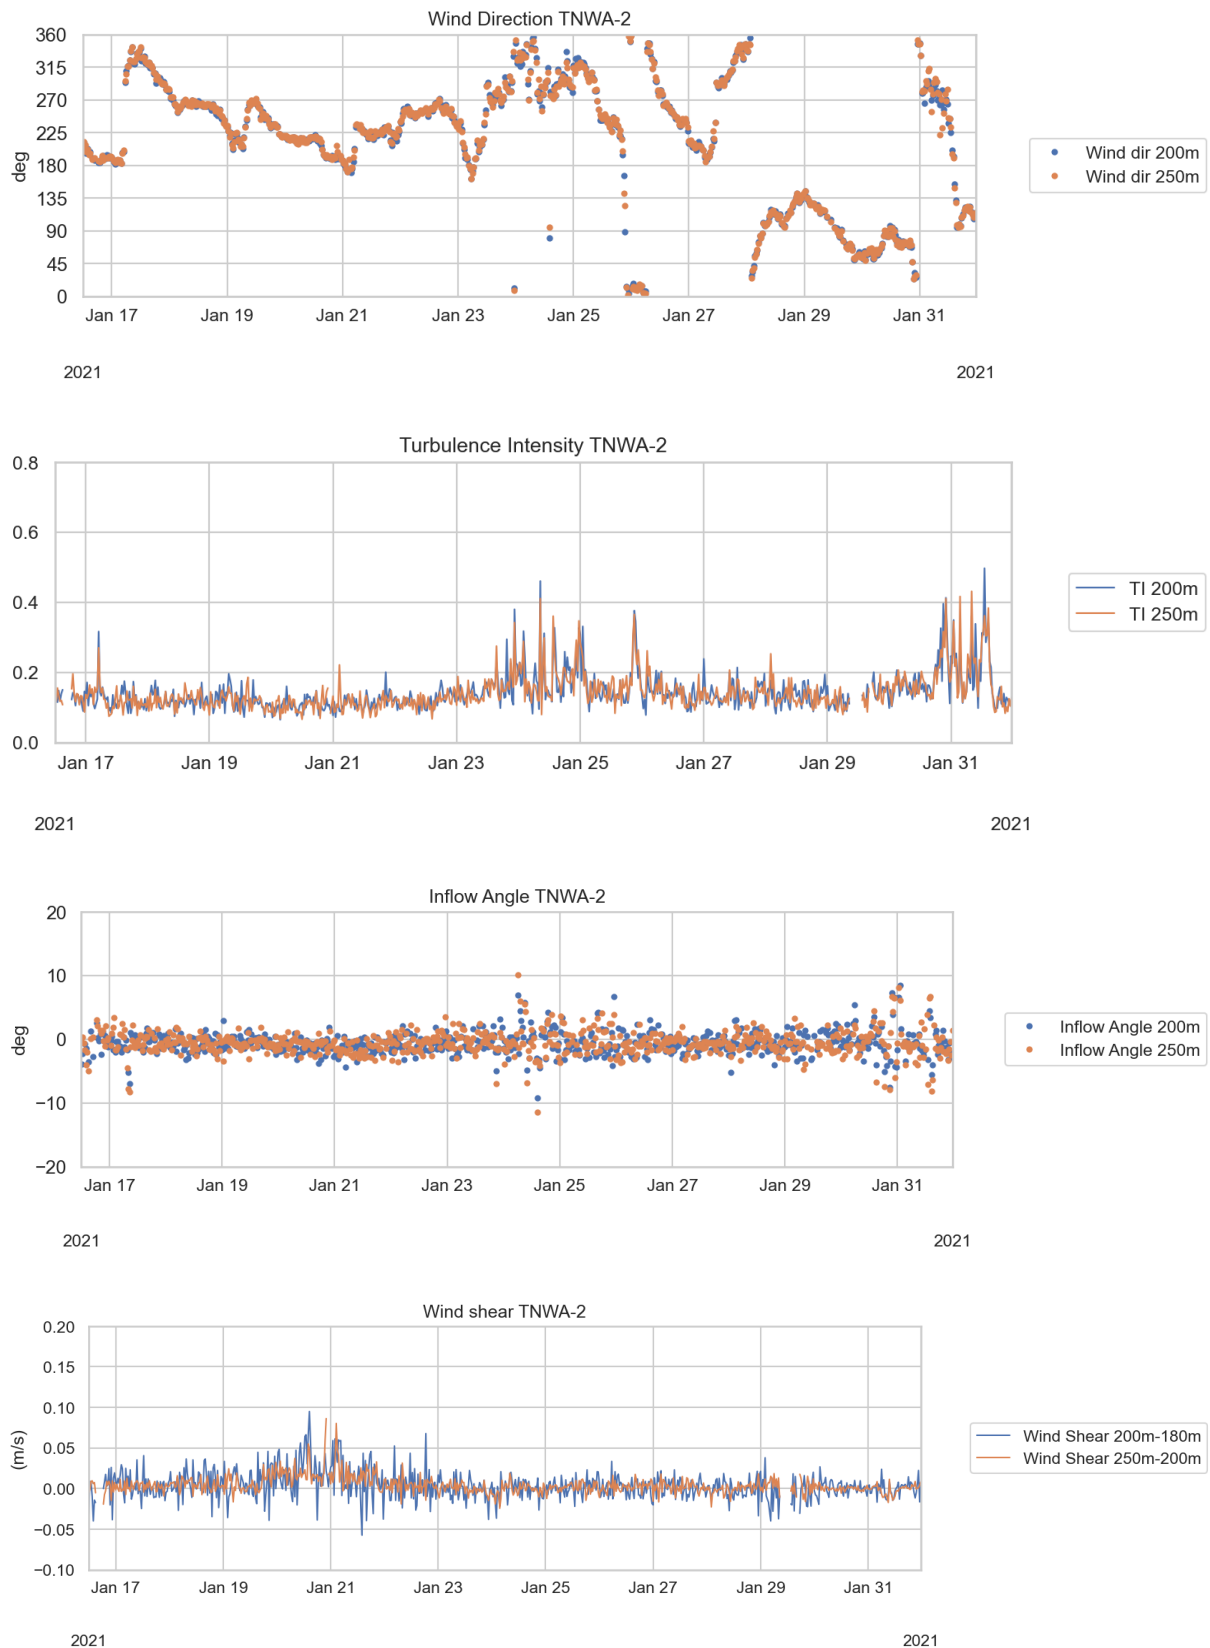 Wind Direction TNWA-2
360
315
270
225
180
135
90
45
0
deg
Jan 17 Jan 19 Jan 21 Jan 23 Jan 25 Jan 27 Jan 29 Jan 31
2021 2021
Wind dir 200m
Wind dir 250m
Turbulence Intensity TNWA-2
0.8
0.6
0.4
0.2
0.0
Jan 17 Jan 19 Jan 21 Jan 23 Jan 25 Jan 27 Jan 29 Jan 31
2021 2021
TI 200m
TI 250m
Inflow Angle TNWA-2
20
10
0
−10
−20
deg
Jan 17 Jan 19 Jan 21 Jan 23 Jan 25 Jan 27 Jan 29 Jan 31
2021 2021
Inflow Angle 200m
Inflow Angle 250m
Wind shear TNWA-2
0.20
0.15
0.10
0.05
0.00
−0.05
−0.10
(m/s)
Jan 17 Jan 19 Jan 21 Jan 23 Jan 25 Jan 27 Jan 29 Jan 31
2021 2021
Wind Shear 200m-180m
Wind Shear 250m-200m